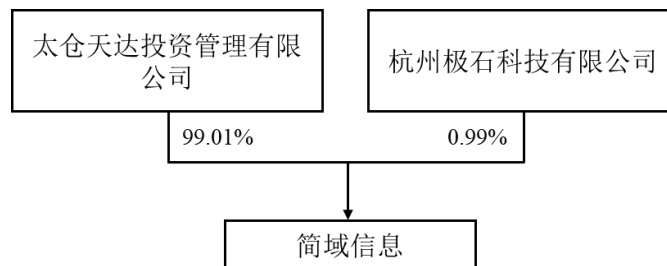 太仓天达投资管理有限
公司
杭州极石科技有限公司
99.01%
0.99%
简域信息